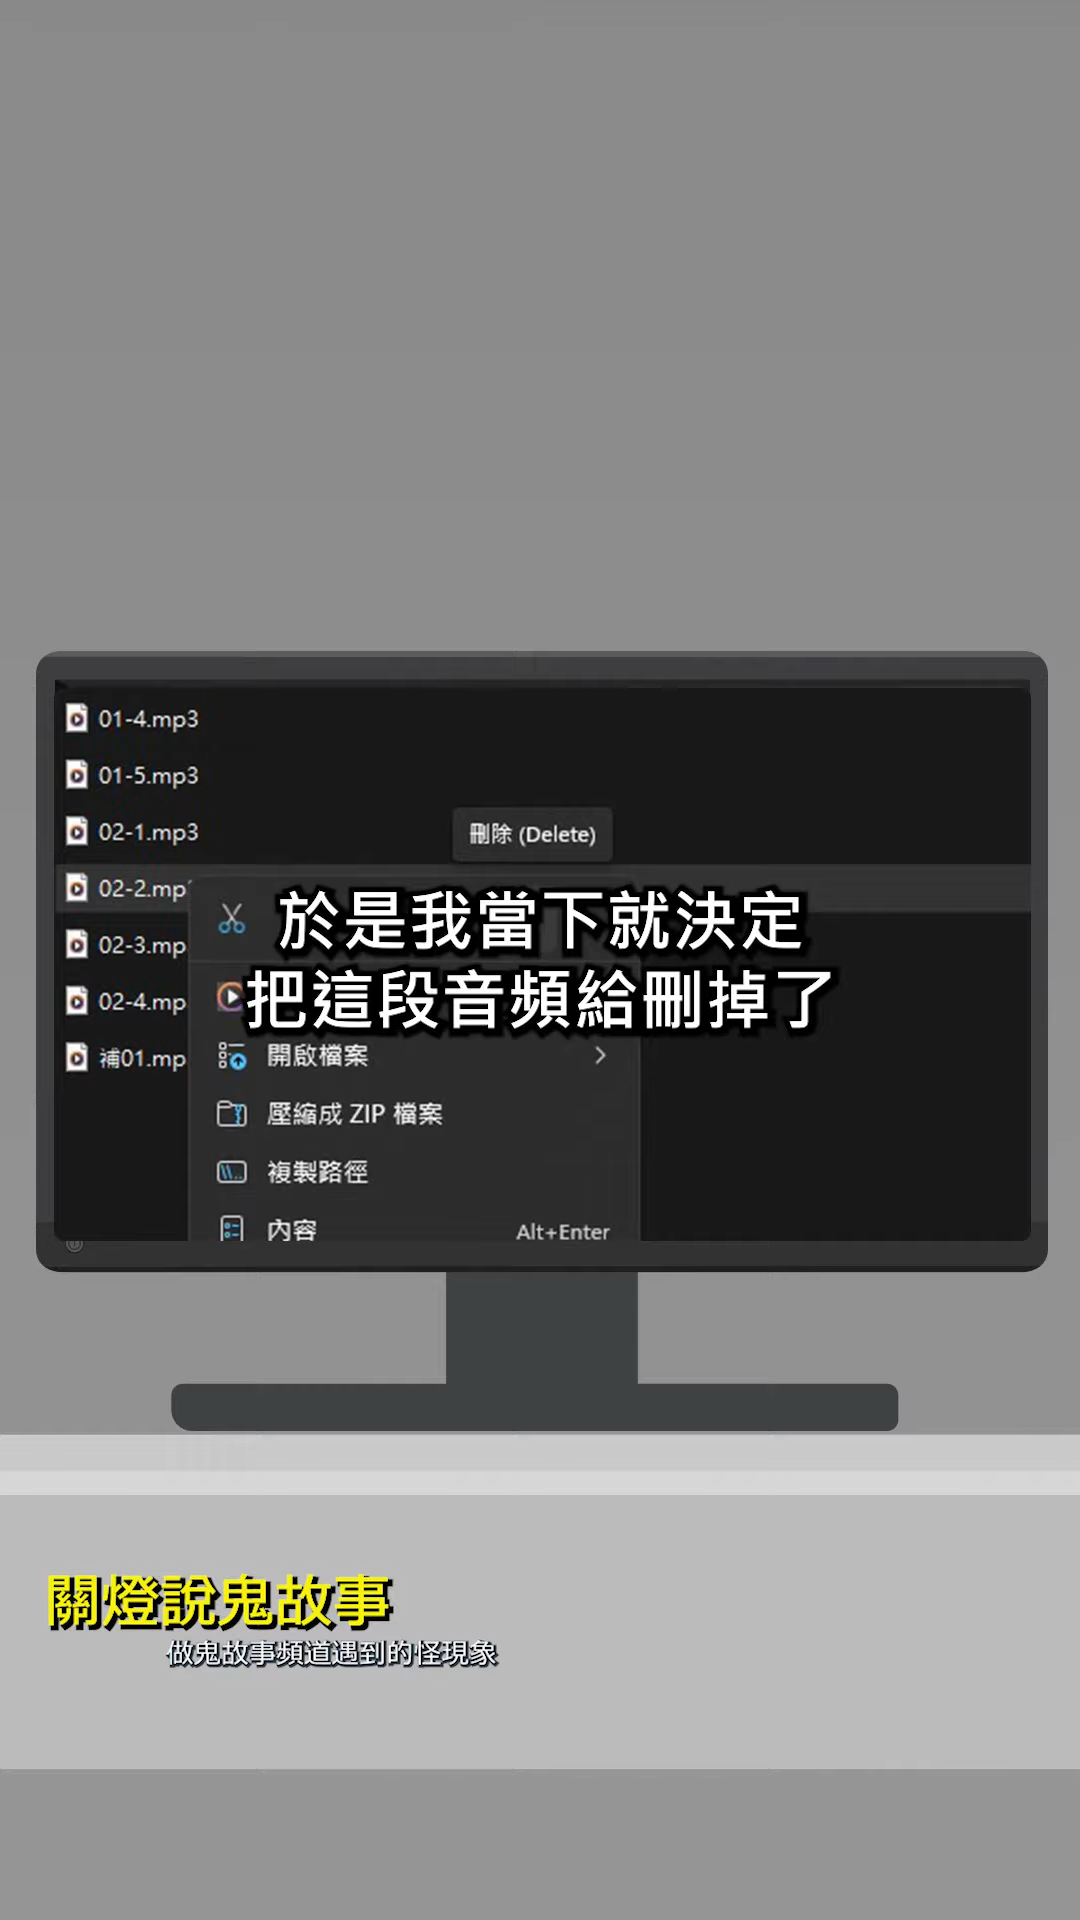 01-4.mp3
01-5.mp3
02-1.mp3
刪除 (Delete)
02-2.mp
02-3.mp
02-4.mp
補01.mp
於是我當下就決定
把這段音頻給刪掉了
開啟檔案
壓縮成 ZIP 檔案
複製路徑
內容 Alt+Enter
關燈說鬼故事
做鬼故事頻道遇到的怪現象